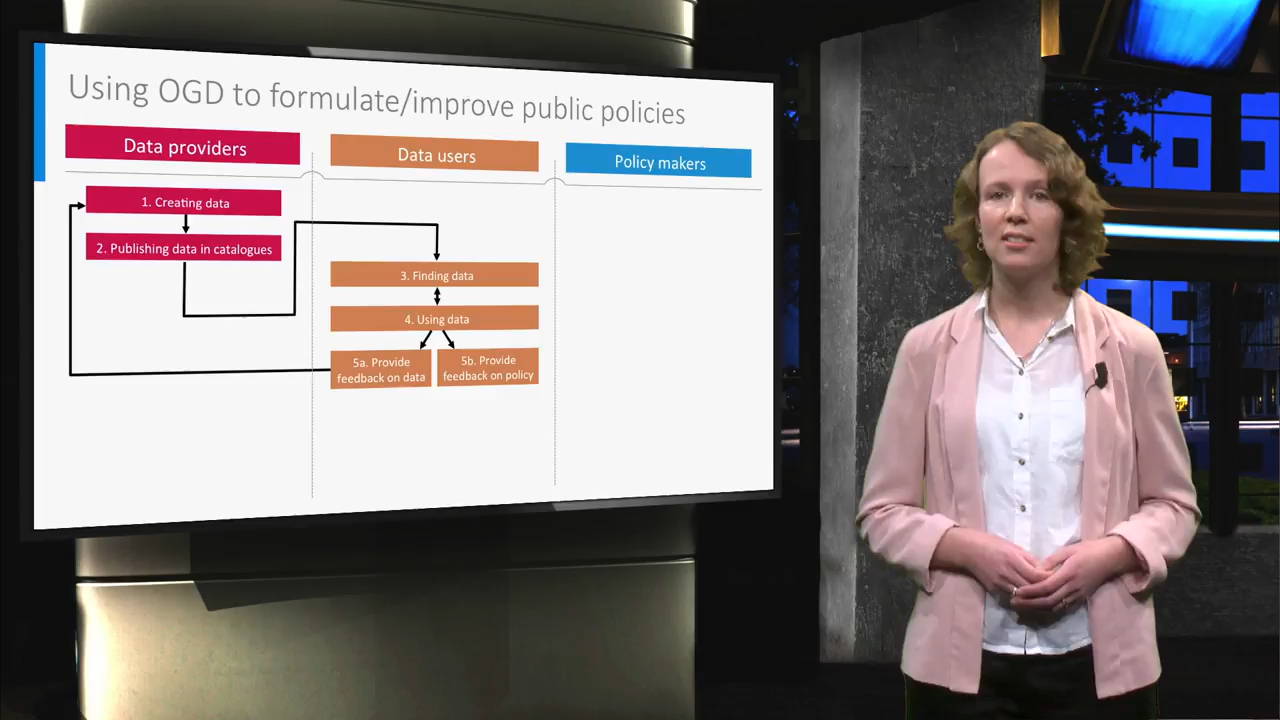 Using OGD to formulate/improve public policies
Data providers
Data users
Policy makers
1. Creating data
2. Publishing data in catalogues
3. Finding data
4. Using data
5a. Provide
feedback on data
5b. Provide
feedback on policy